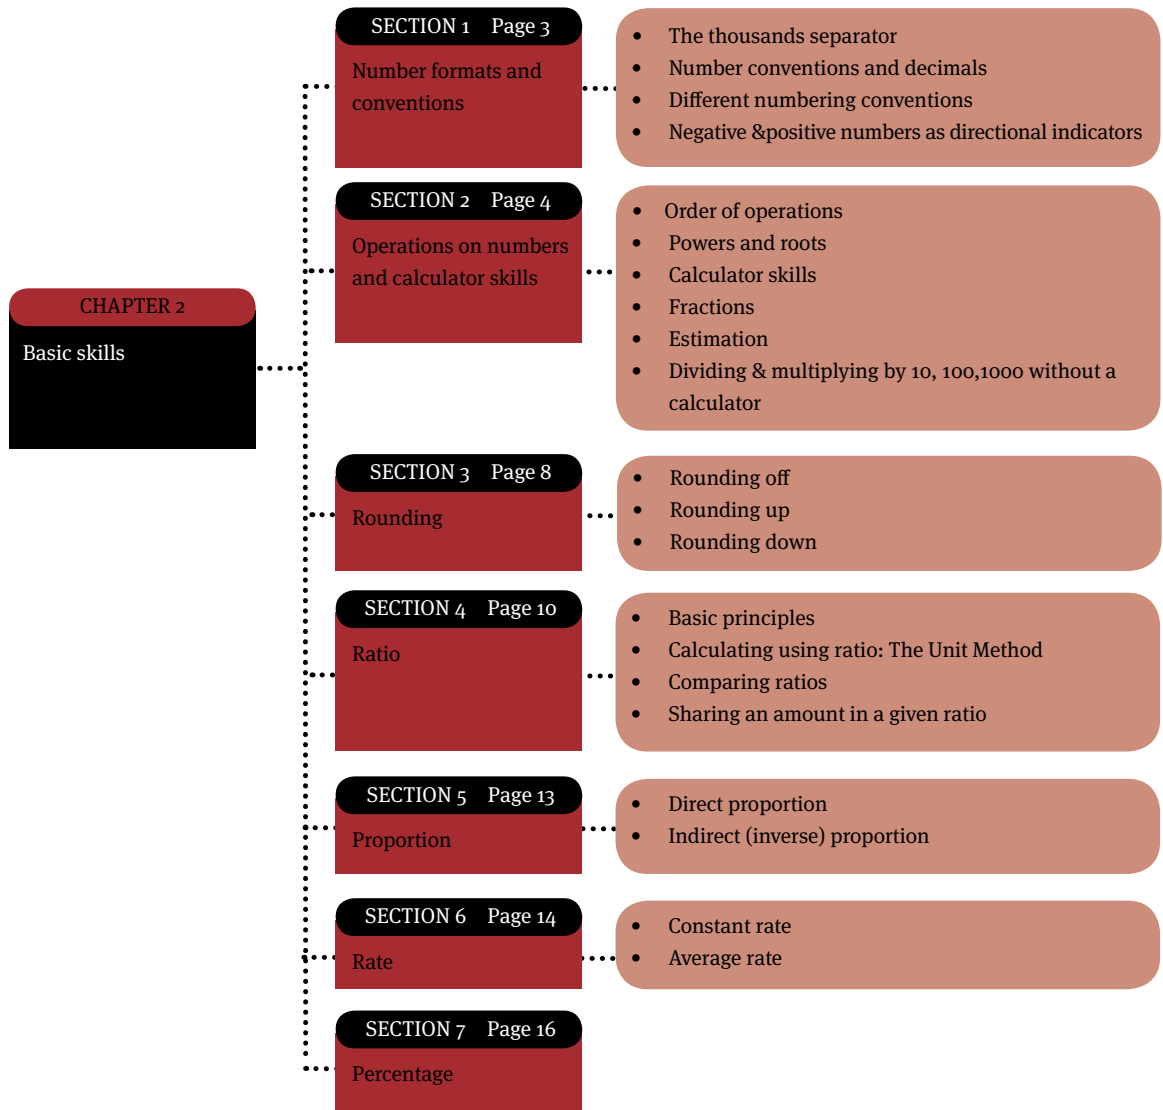 CHAPTER 2
Basic skills
SECTION 1 Page 3
Number formats and
conventions
• The thousands separator
• Number conventions and decimals
• Different numbering conventions
• Negative &positive numbers as directional indicators
SECTION 2 Page 4
Operations on numbers
and calculator skills
• Order of operations
• Powers and roots
• Calculator skills
• Fractions
• Estimation
• Dividing & multiplying by 10, 100,1000 without a
calculator
SECTION 3 Page 8
Rounding
• Rounding off
• Rounding up
• Rounding down
SECTION 4 Page 10
Ratio
• Basic principles
• Calculating using ratio: The Unit Method
• Comparing ratios
• Sharing an amount in a given ratio
SECTION 5 Page 13
Proportion
• Direct proportion
• Indirect (inverse) proportion
SECTION 6 Page 14
Rate
• Constant rate
• Average rate
SECTION 7 Page 16
Percentage